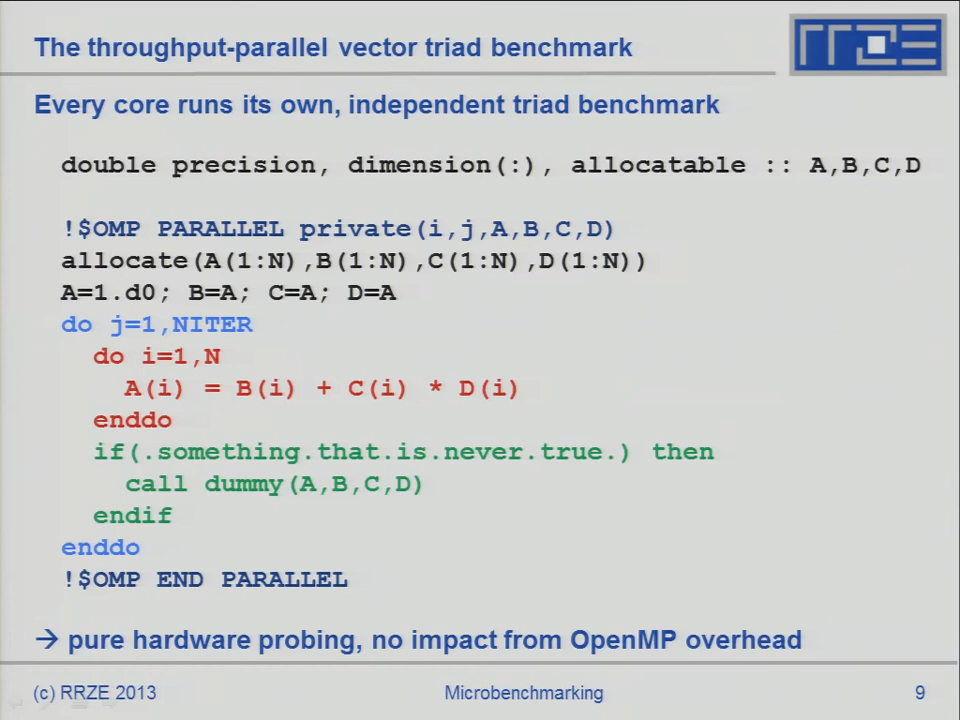 The throughput-parallel vector triad benchmark
RRZE
Every core runs its own, independent triad benchmark
double precision, dimension(:), allocatable :: A,B,C,D
!$OMP PARALLEL private(i,j,A,B,C,D)
allocate(A(1:N),B(1:N),C(1:N),D(1:N))
A=1.d0; B=A; C=A; D=A
do j=1,NITER
do i=1,N
A(i) = B(i) + C(i) * D(i)
enddo
if(.something.that.is.never.true.) then
call dummy(A,B,C,D)
endif
enddo
!$OMP END PARALLEL
→ pure hardware probing, no impact from OpenMP overhead
(c) RRZE 2013 Microbenchmarking 9